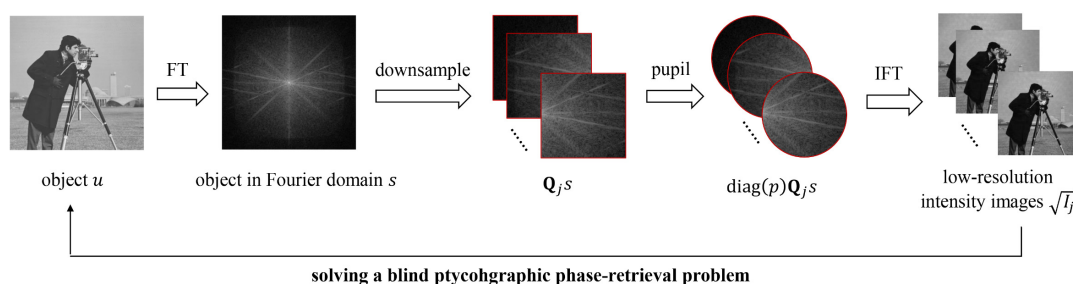 FT
downsample
pupil
IFT
object u
object in Fourier domain s
𝐐ⱼs
diag(p)𝐐ⱼs
low-resolution
intensity images √Iⱼ
solving a blind ptycohgraphic phase-retrieval problem